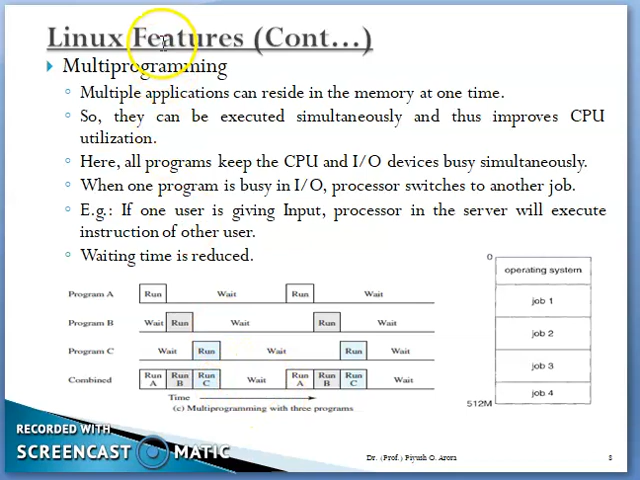 Linux Features (Cont…)
Multiprogramming
Multiple applications can reside in the memory at one time.
So, they can be executed simultaneously and thus improves CPU
utilization.
Here, all programs keep the CPU and I/O devices busy simultaneously.
When one program is busy in I/O, processor switches to another job.
E.g.: If one user is giving Input, processor in the server will execute
instruction of other user.
Waiting time is reduced.
Program A Run Wait Run Wait
Program B Wait Run Wait Run Wait
Program C Wait Run Wait Run Wait
Combined Run A Run B Run C Wait Run A Run B Run C Wait
Time
(c) Multiprogramming with three programs
0
operating system
job 1
job 2
job 3
job 4
512M
RECORDED WITH
SCREENCAST MATIC
Dr. (Prof.) Piyush O. Arora
8